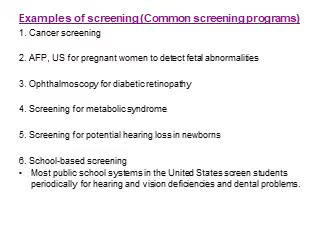 Examples of screening (Common screening programs)
1. Cancer screening
2. AFP, US for pregnant women to detect fetal abnormalities
3. Ophthalmoscopy for diabetic retinopathy
4. Screening for metabolic syndrome
5. Screening for potential hearing loss in newborns
6. School-based screening
• Most public school systems in the United States screen students
periodically for hearing and vision deficiencies and dental problems.